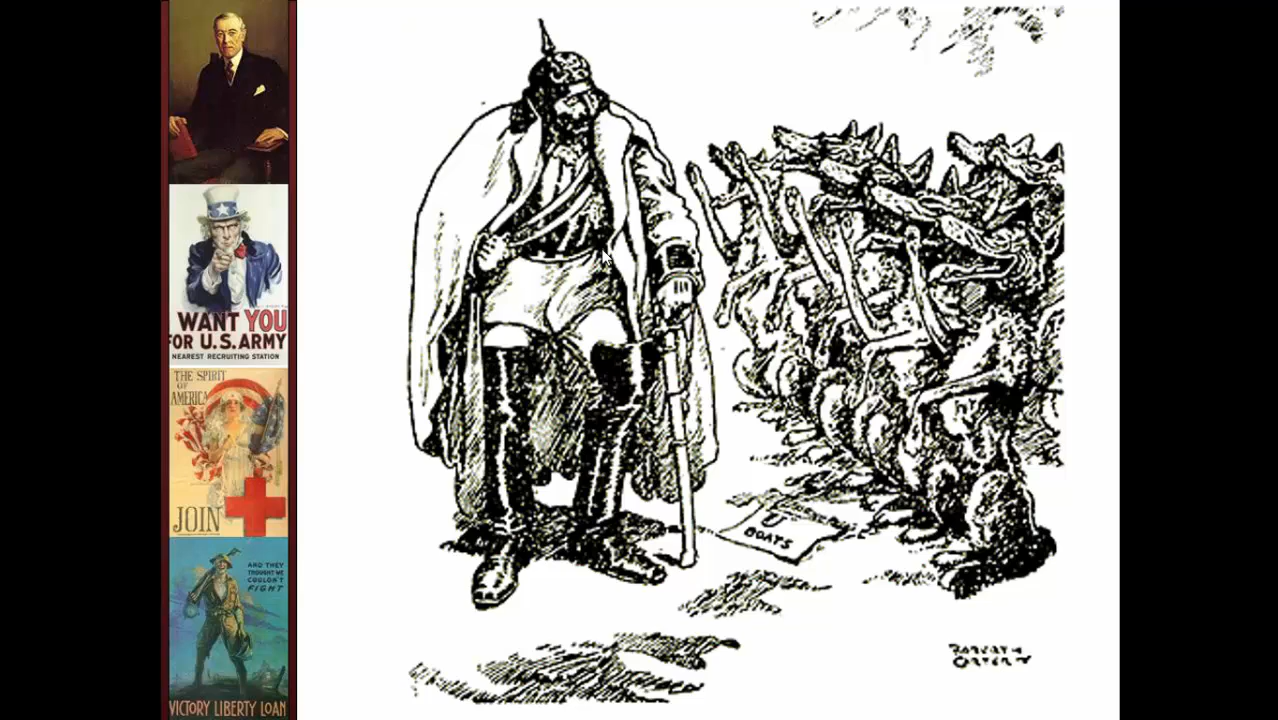 WANT YOU
FOR U.S. ARMY
NEAREST RECRUITING STATION
THE SPIRIT
OF
AMERICA
JOIN
AND THEY
THOUGHT WE
COULDN'T
FIGHT
VICTORY LIBERTY LOAN
U
BOATS